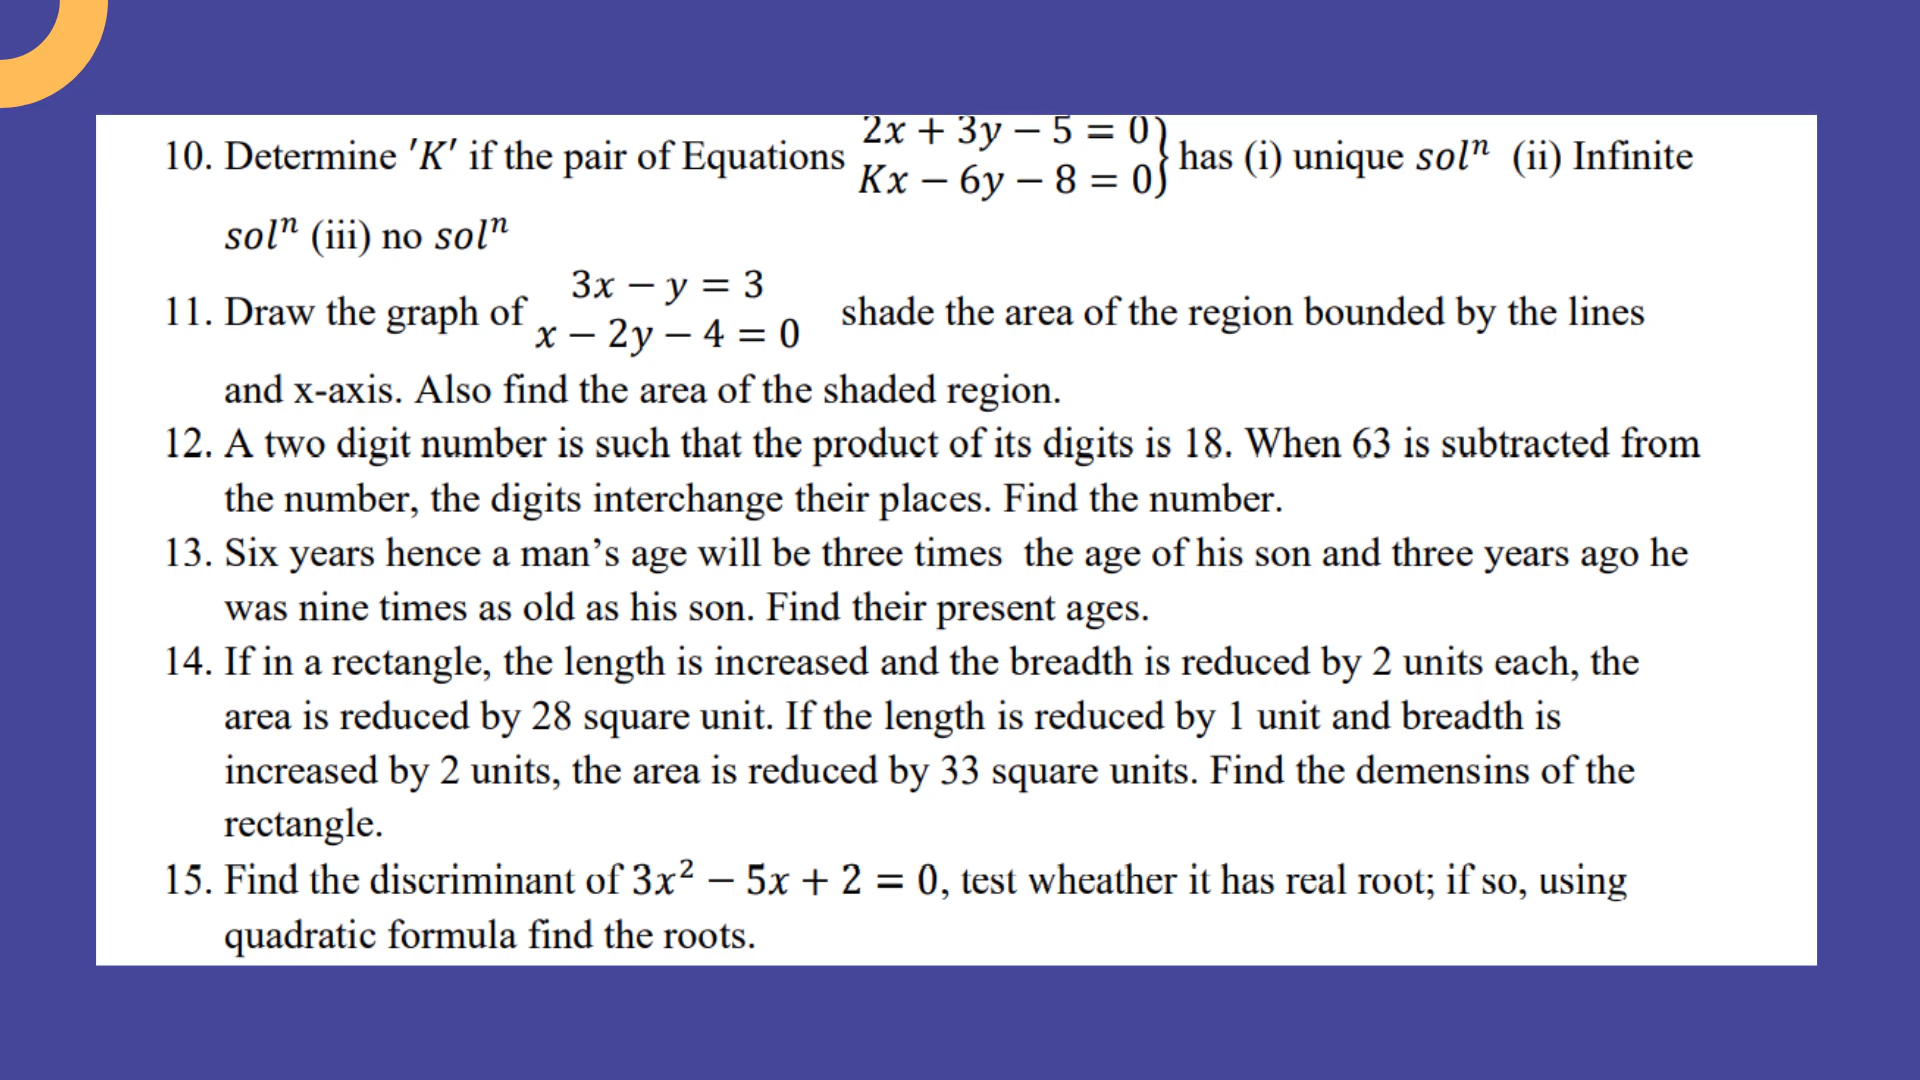 10. Determine 'K' if the pair of Equations 2x + 3y − 5 = 0 Kx − 6y − 8 = 0} has (i) unique solⁿ (ii) Infinite
solⁿ (iii) no solⁿ
11. Draw the graph of 3x − y = 3 x − 2y − 4 = 0 shade the area of the region bounded by the lines
and x-axis. Also find the area of the shaded region.
12. A two digit number is such that the product of its digits is 18. When 63 is subtracted from
the number, the digits interchange their places. Find the number.
13. Six years hence a man’s age will be three times the age of his son and three years ago he
was nine times as old as his son. Find their present ages.
14. If in a rectangle, the length is increased and the breadth is reduced by 2 units each, the
area is reduced by 28 square unit. If the length is reduced by 1 unit and breadth is
increased by 2 units, the area is reduced by 33 square units. Find the demensins of the
rectangle.
15. Find the discriminant of 3x² − 5x + 2 = 0, test wheather it has real root; if so, using
quadratic formula find the roots.